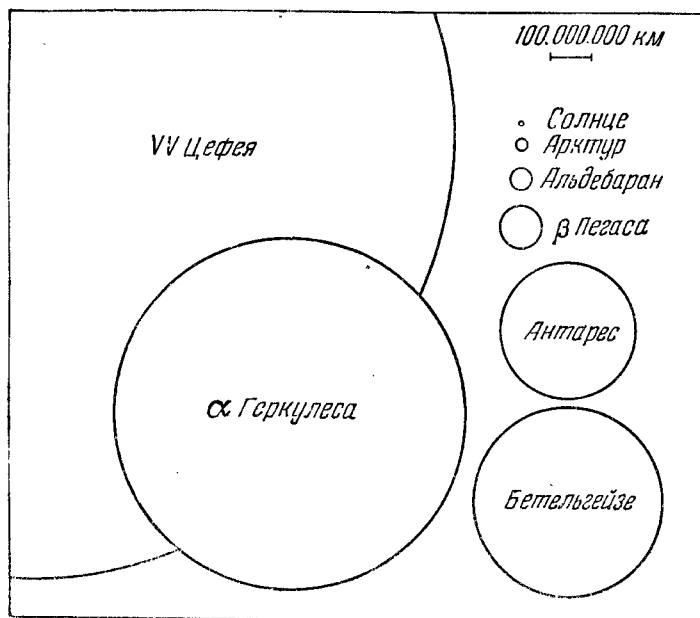 100.000.000 км
VV Цефея
Солнце
Арктур
Альдебаран
β Пегаса
Антарес
α Геркулеса
Бетельгейзе